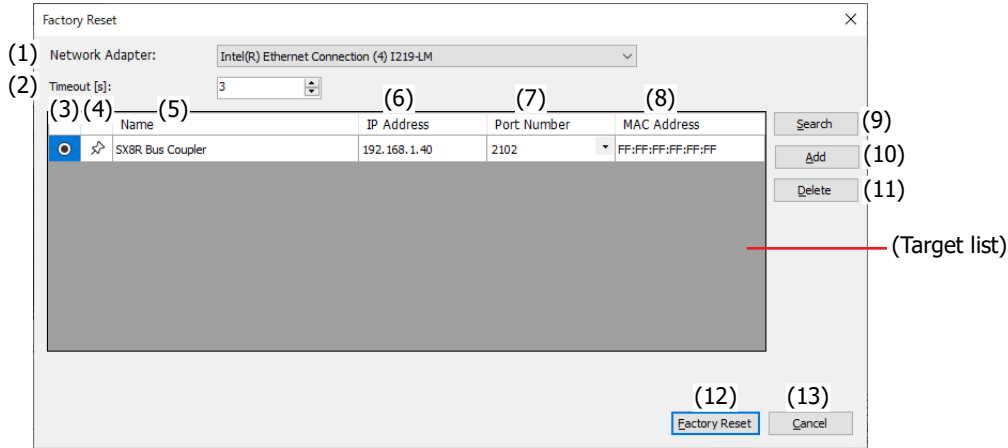 Factory Reset
(1) Network Adapter: Intel(R) Ethernet Connection (4) I219-LM
(2) Timeout [s]: 3
(3) (4) (5) (6) (7) (8)
Name IP Address Port Number MAC Address
SX8R Bus Coupler 192.168.1.40 2102 FF:FF:FF:FF:FF:FF
Search (9)
Add (10)
Delete (11)
(Target list)
(12) (13)
Factory Reset Cancel